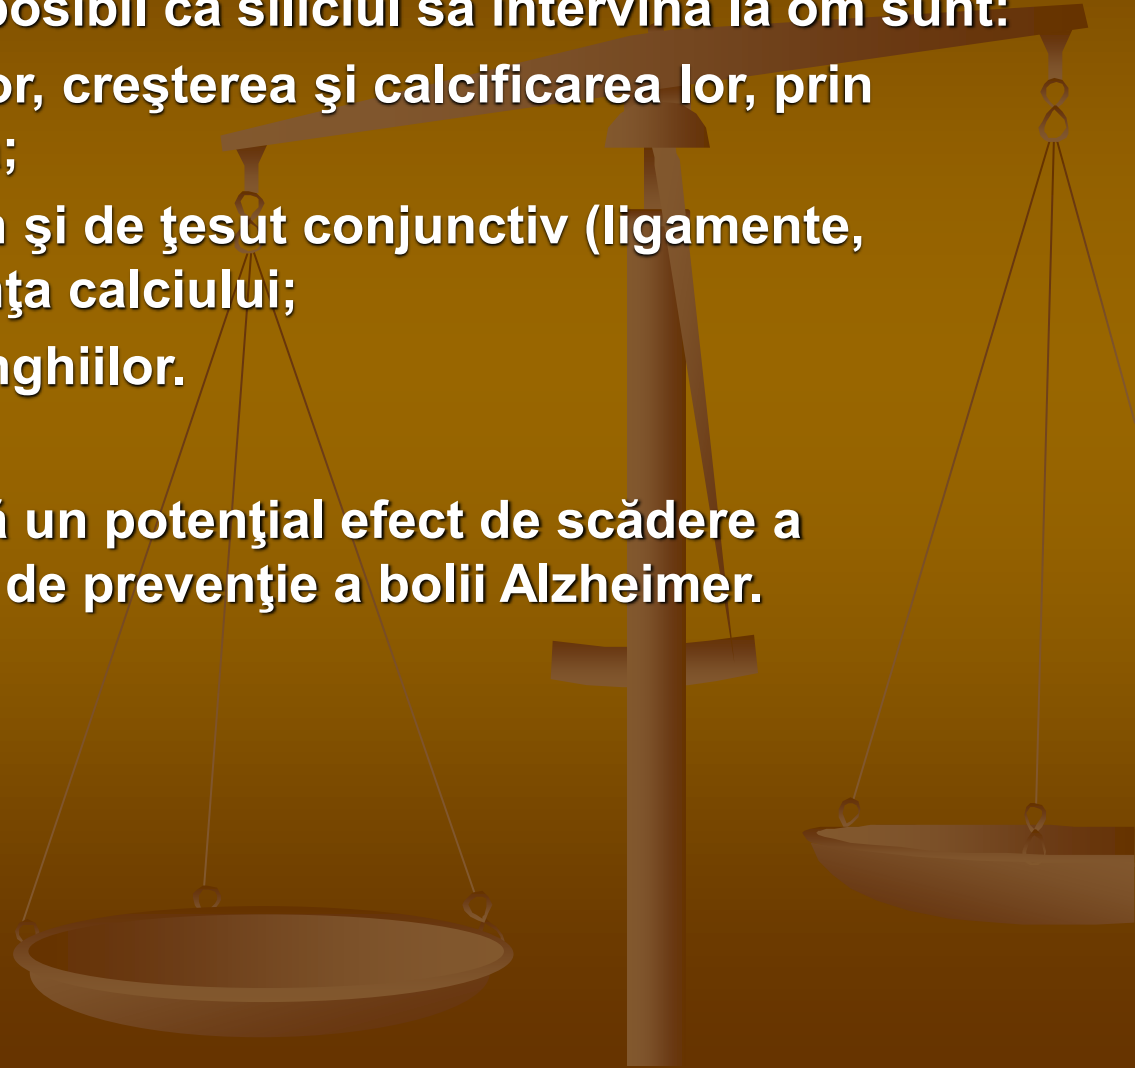 posibil ca siliciul să intervină la om sunt:
or, creşterea şi calcificarea lor, prin
;
şi de ţesut conjunctiv (ligamente,
nţa calciului;
nghiilor.
un potenţial efect de scădere a
de prevenţie a bolii Alzheimer.